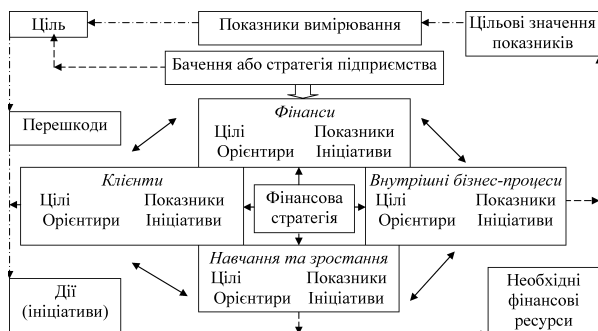 Ціль
Показники вимірювання
Цільові значення
показників
Бачення або стратегія підприємства
Фінанси
Цілі Показники
Орієнтири Ініціативи
Перешкоди
Клієнти
Цілі Показники
Орієнтири Ініціативи
Фінансова
стратегія
Внутрішні бізнес-процеси
Цілі Показники
Орієнтири Ініціативи
Навчання та зростання
Цілі Показники
Орієнтири Ініціативи
Дії
(ініціативи)
Необхідні
фінансові
ресурси